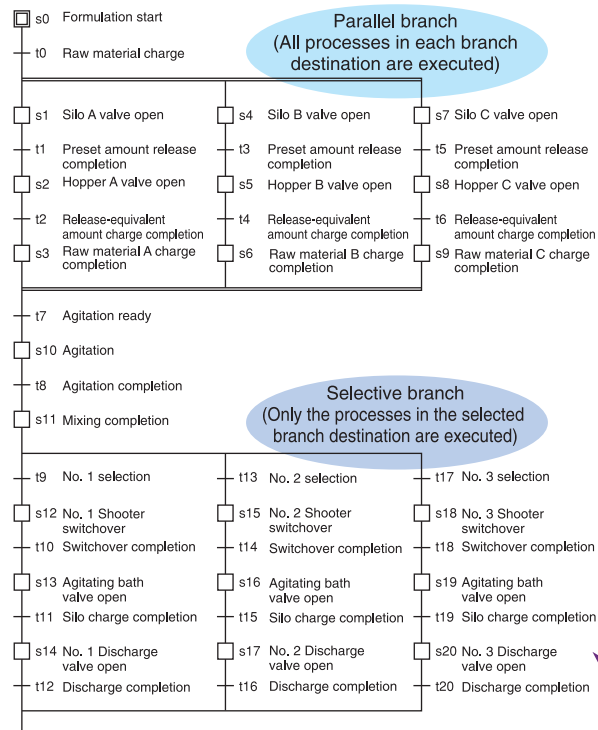 s0 Formulation start
t0 Raw material charge
Parallel branch
(All processes in each branch
destination are executed)
s1 Silo A valve open
t1 Preset amount release
completion
s2 Hopper A valve open
t2 Release-equivalent
amount charge completion
s3 Raw material A charge
completion
s4 Silo B valve open
t3 Preset amount release
completion
s5 Hopper B valve open
t4 Release-equivalent
amount charge completion
s6 Raw material B charge
completion
s7 Silo C valve open
t5 Preset amount release
completion
s8 Hopper C valve open
t6 Release-equivalent
amount charge completion
s9 Raw material C charge
completion
t7 Agitation ready
s10 Agitation
t8 Agitation completion
s11 Mixing completion
Selective branch
(Only the processes in the selected
branch destination are executed)
t9 No. 1 selection
s12 No. 1 Shooter
switchover
t10 Switchover completion
s13 Agitating bath
valve open
t11 Silo charge completion
s14 No. 1 Discharge
valve open
t12 Discharge completion
t13 No. 2 selection
s15 No. 2 Shooter
switchover
t14 Switchover completion
s16 Agitating bath
valve open
t15 Silo charge completion
s17 No. 2 Discharge
valve open
t16 Discharge completion
t17 No. 3 selection
s18 No. 3 Shooter
switchover
t18 Switchover completion
s19 Agitating bath
valve open
t19 Silo charge completion
s20 No. 3 Discharge
valve open
t20 Discharge completion